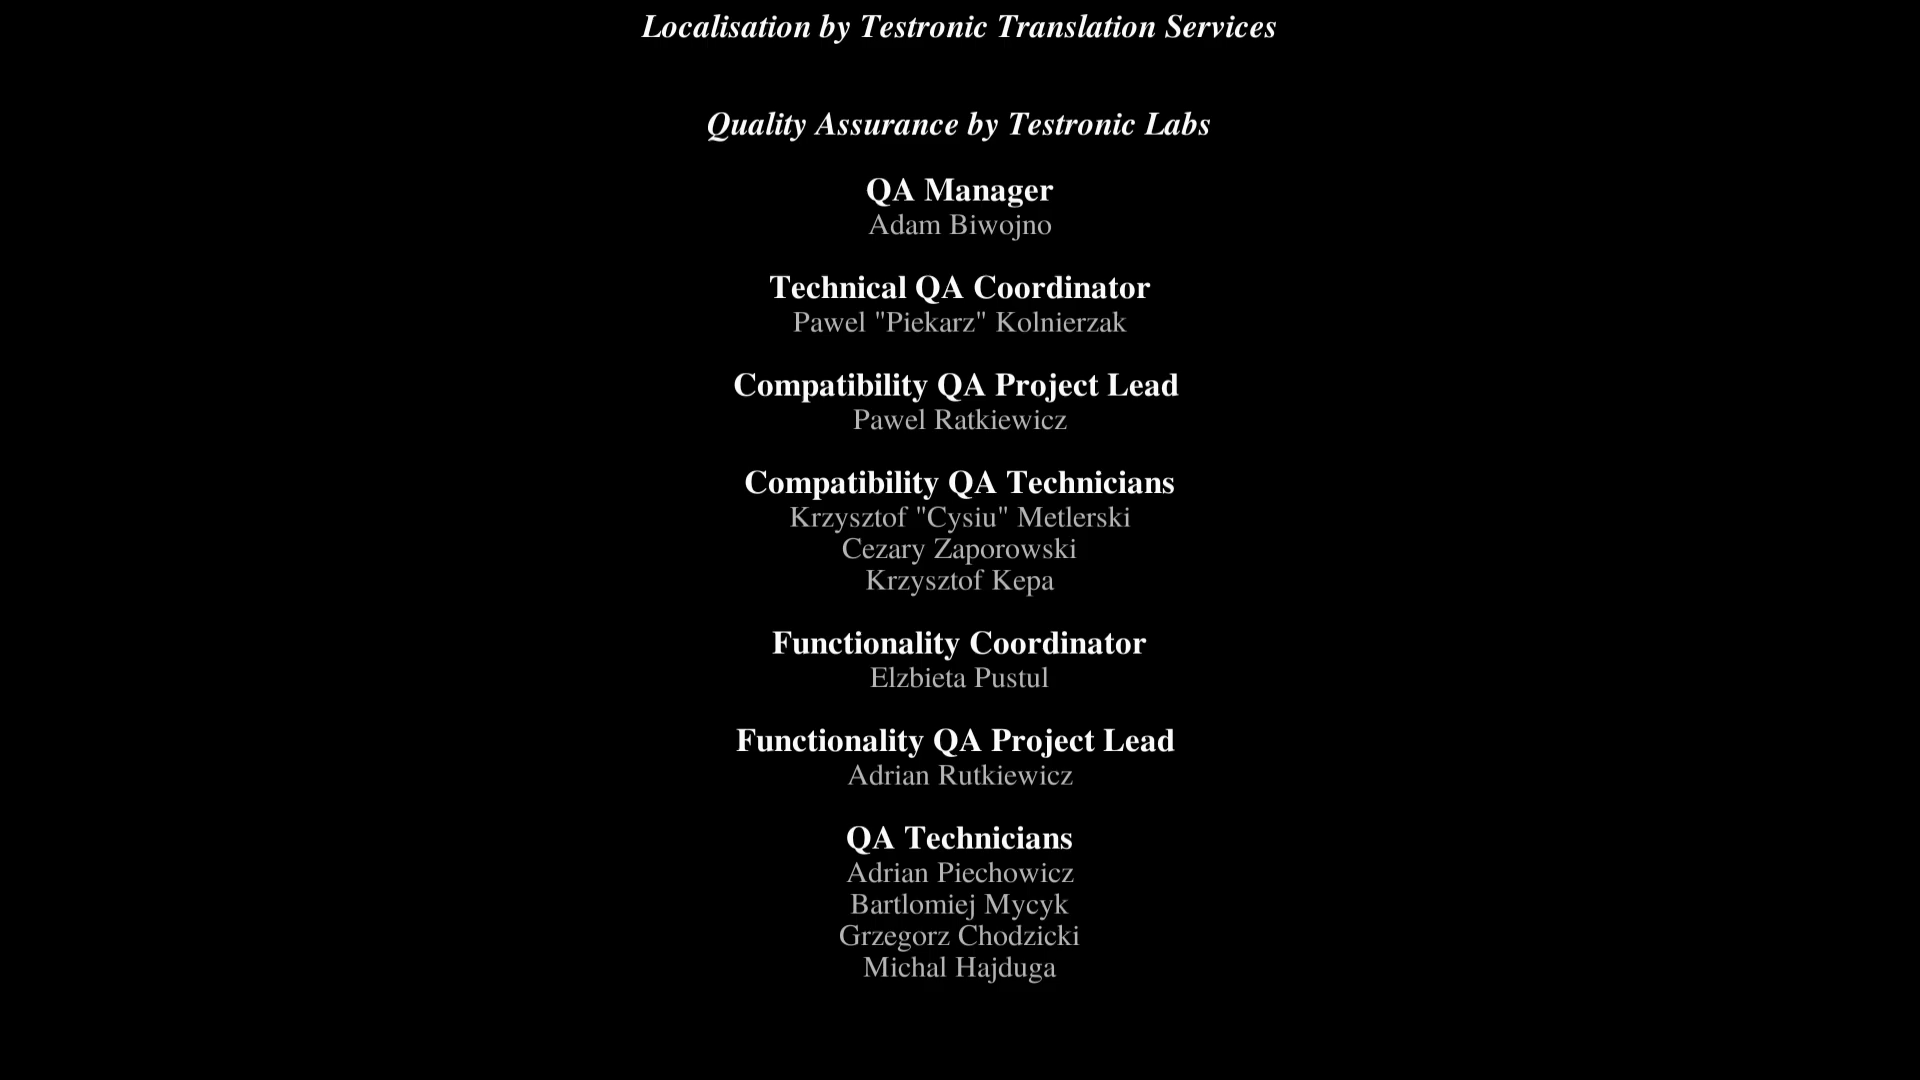 Localisation by Testronic Translation Services
Quality Assurance by Testronic Labs
QA Manager
Adam Biwojno
Technical QA Coordinator
Pawel "Piekarz" Kolnierzak
Compatibility QA Project Lead
Pawel Ratkiewicz
Compatibility QA Technicians
Krzysztof "Cysiu" Metlerski
Cezary Zaporowski
Krzysztof Kepa
Functionality Coordinator
Elzbieta Pustul
Functionality QA Project Lead
Adrian Rutkiewicz
QA Technicians
Adrian Piechowicz
Bartlomiej Mycyk
Grzegorz Chodzicki
Michal Hajduga